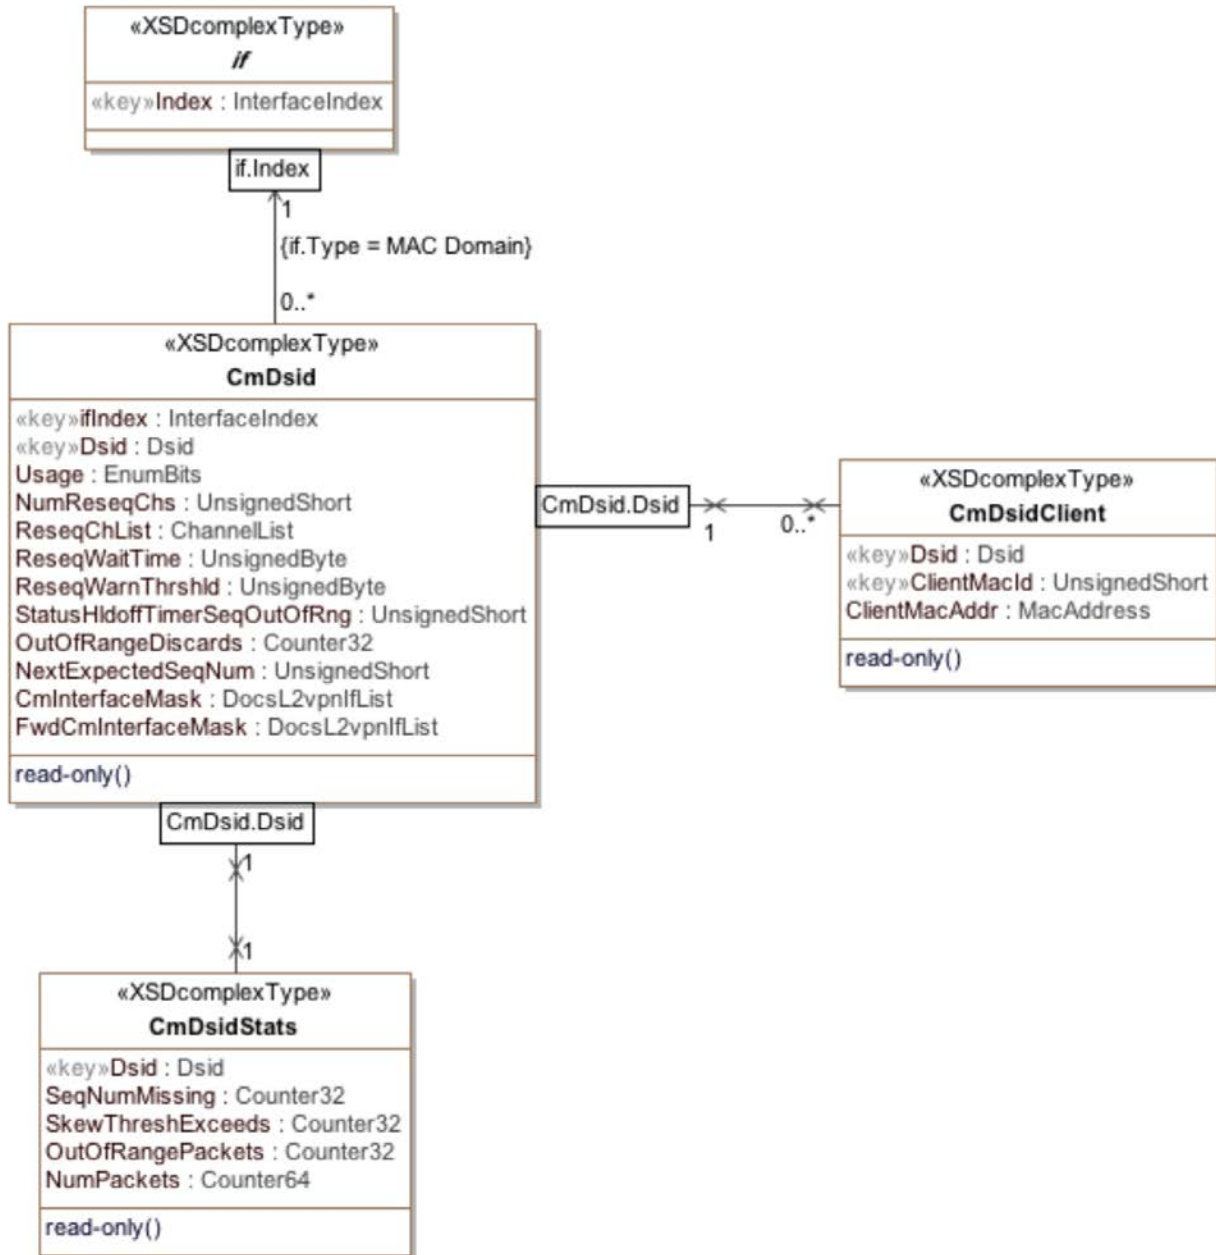 «XSDcomplexType»
if
«key»Index : InterfaceIndex
if.Index
1
{if.Type = MAC Domain}
0..*
«XSDcomplexType»
CmDsid
«key»ifIndex : InterfaceIndex
«key»Dsid : Dsid
Usage : EnumBits
NumReseqChs : UnsignedShort
ReseqChList : ChannelList
ReseqWaitTime : UnsignedByte
ReseqWarnThrshld : UnsignedByte
StatusHldoffTimerSeqOutOfRng : UnsignedShort
OutOfRangeDiscards : Counter32
NextExpectedSeqNum : UnsignedShort
CmInterfaceMask : DocsL2vpnIfList
FwdCmInterfaceMask : DocsL2vpnIfList
read-only()
CmDsid.Dsid
1
0..*
«XSDcomplexType»
CmDsidClient
«key»Dsid : Dsid
«key»ClientMacId : UnsignedShort
ClientMacAddr : MacAddress
read-only()
CmDsid.Dsid
1
1
«XSDcomplexType»
CmDsidStats
«key»Dsid : Dsid
SeqNumMissing : Counter32
SkewThreshExceeds : Counter32
OutOfRangePackets : Counter32
NumPackets : Counter64
read-only()